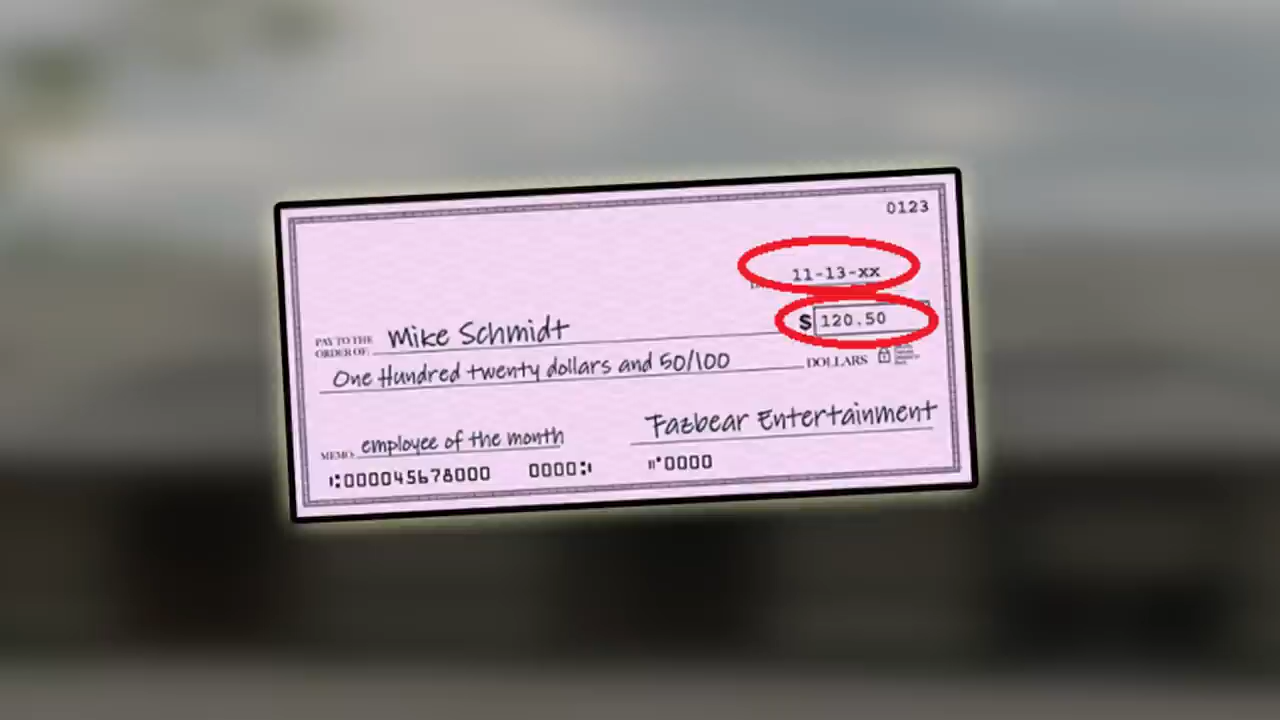 0123
11-13-xx
PAY TO THE
ORDER OF: Mike Schmidt $ 120.50
One Hundred twenty dollars and 50/100 DOLLARS
Fazbear Entertainment
MEMO: employee of the month
⑆000045678000 0000⑆ ⑈0000